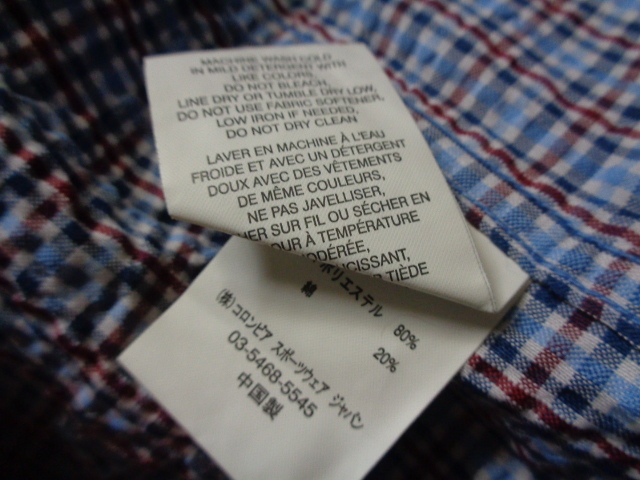 MACHINE WASH COLD
IN MILD DETERGENT WITH
LIKE COLORS,
DO NOT BLEACH,
LINE DRY OR TUMBLE DRY LOW,
DO NOT USE FABRIC SOFTENER,
LOW IRON IF NEEDED,
DO NOT DRY CLEAN
LAVER EN MACHINE À L'EAU
FROIDE ET AVEC UN DÉTERGENT
DOUX AVEC DES VÊTEMENTS
DE MÊME COULEURS,
NE PAS JAVELLISER,
SUR FIL OU SÉCHER EN
À TEMPÉRATURE
TIÈDE
ポリエステル 80%
綿 20%
(株)コロンビア スポーツウェア ジャパン
03-5468-5545
中国製